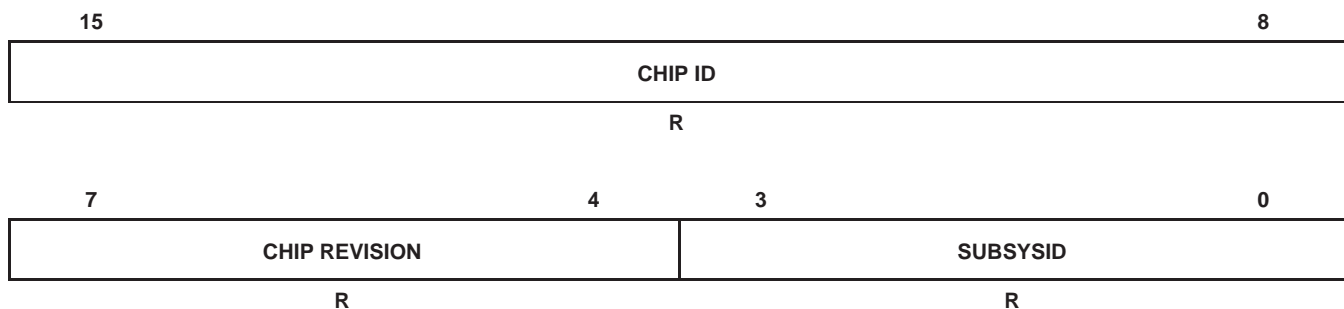 15 8
CHIP ID
R
7 4 3 0
CHIP REVISION SUBSYSID
R R